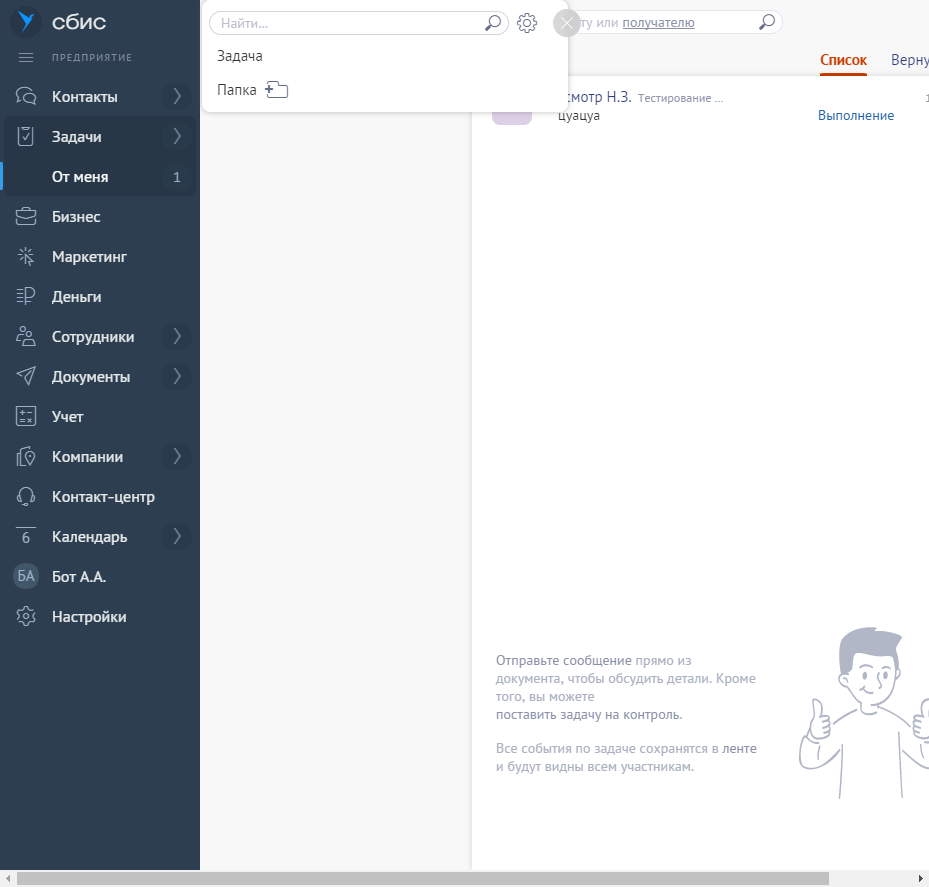 сбис
ПРЕДПРИЯТИЕ
Контакты
Задачи
От меня 1
Бизнес
Маркетинг
Деньги
Сотрудники
Документы
Учет
Компании
Контакт-центр
6 Календарь
БА Бот А.А.
Настройки
Найти...
Задача
Папка
ту или получателю
Список Верну
смотр Н.З. Тестирование ...
цуацуа
Выполнение
Отправьте сообщение прямо из
документа, чтобы обсудить детали. Кроме
того, вы можете
поставить задачу на контроль.
Все события по задаче сохранятся в ленте
и будут видны всем участникам.